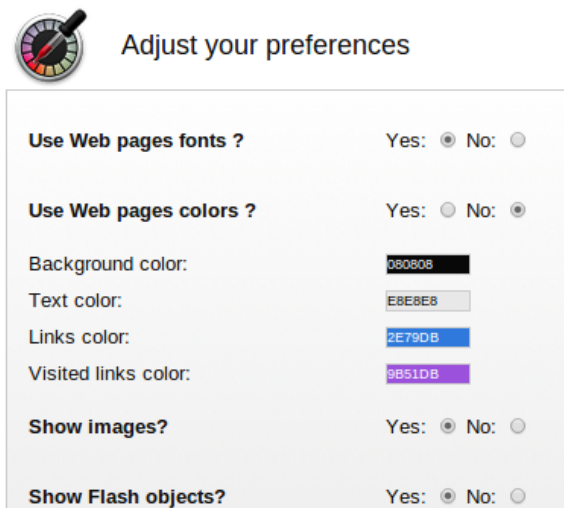 Adjust your preferences
Use Web pages fonts ? Yes: No:
Use Web pages colors ? Yes: No:
Background color: 080808
Text color: E8E8E8
Links color: 2E79DB
Visited links color: 9B51DB
Show images? Yes: No:
Show Flash objects? Yes: No: